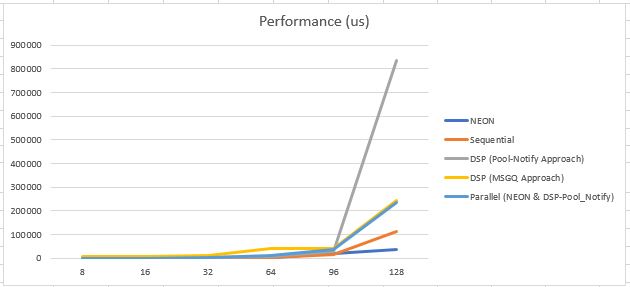 Performance (us)
900000
800000
700000
600000
500000
400000
300000
200000
100000
0
8 16 32 64 96 128
NEON
Sequential
DSP (Pool-Notify Approach)
DSP (MSGQ Approach)
Parallel (NEON & DSP-Pool_Notify)